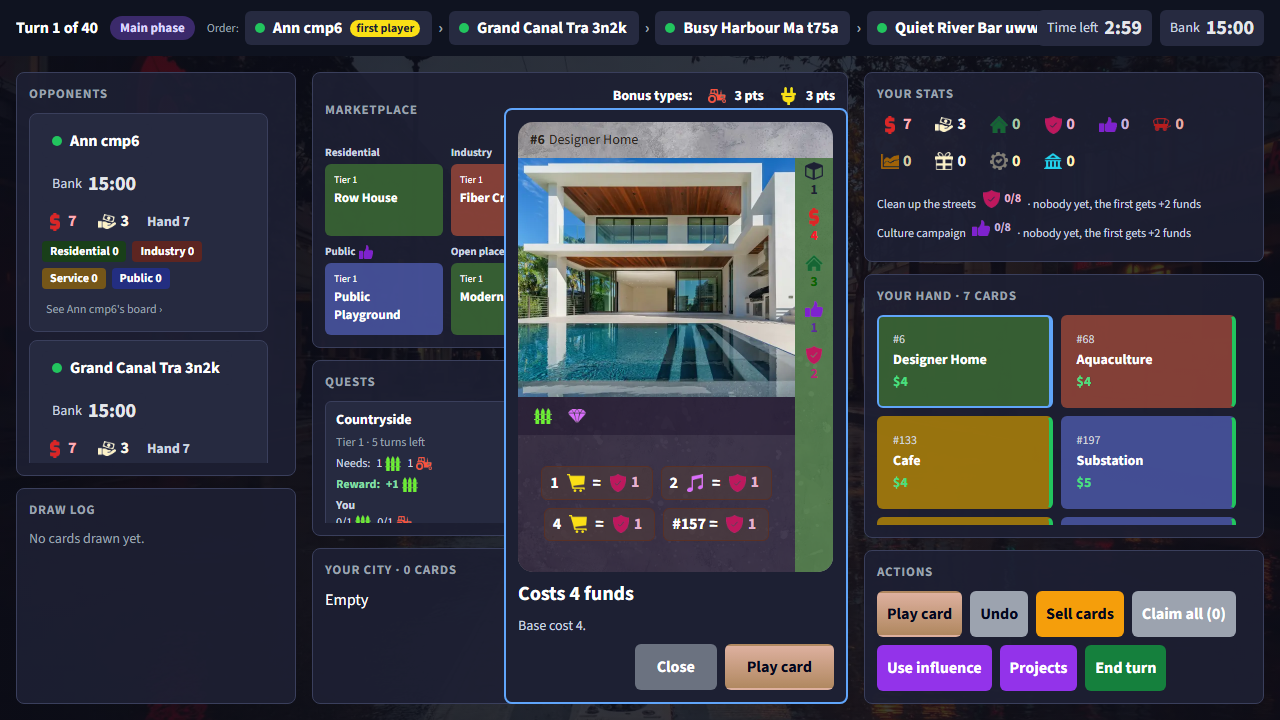 Turn 1 of 40
Main phase
Order:
Ann cmp6 first player
›
Grand Canal Tra 3n2k
›
Busy Harbour Ma t75a
›
Quiet River Bar uww
Time left 2:59
Bank 15:00
OPPONENTS
Ann cmp6
Bank 15:00
7 3 Hand 7
Residential 0 Industry 0
Service 0 Public 0
See Ann cmp6's board ›
Grand Canal Tra 3n2k
Bank 15:00
7 3 Hand 7
DRAW LOG
No cards drawn yet.
MARKETPLACE
Bonus types: 3 pts 3 pts
Residential
Tier 1
Row House
Industry
Tier 1
Fiber Cr
Public
Tier 1
Public
Playground
Open place
Tier 1
Modern
QUESTS
Countryside
Tier 1 · 5 turns left
Needs: 1 1
Reward: +1
You
0/1 0/1
YOUR CITY · 0 CARDS
Empty
#6 Designer Home
1
4
3
1
2
1 = 1
2 = 1
4 = 1
#157 = 1
Costs 4 funds
Base cost 4.
Close
Play card
YOUR STATS
7 3 0 0 0 0
0 0 0 0
Clean up the streets 0/8 · nobody yet, the first gets +2 funds
Culture campaign 0/8 · nobody yet, the first gets +2 funds
YOUR HAND · 7 CARDS
#6
Designer Home
$4
#68
Aquaculture
$4
#133
Cafe
$4
#197
Substation
$5
ACTIONS
Play card
Undo
Sell cards
Claim all (0)
Use influence
Projects
End turn